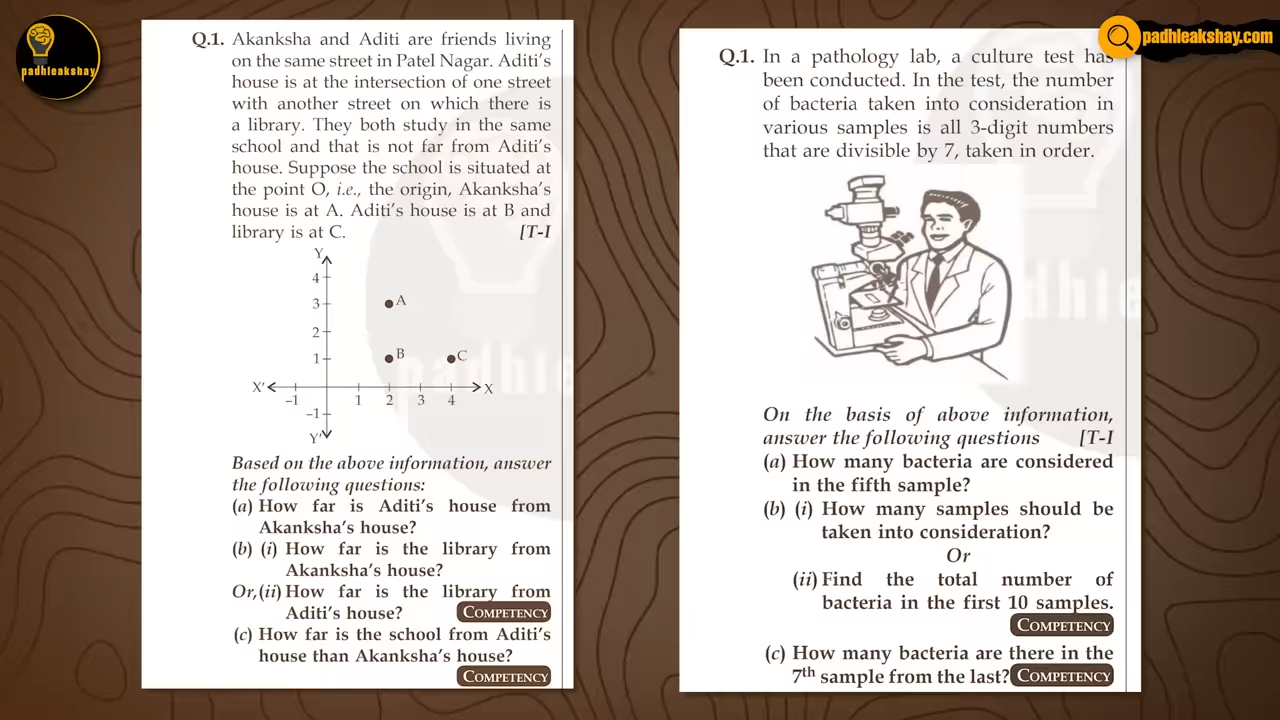 padhleakshay
Q.1. Akanksha and Aditi are friends living
on the same street in Patel Nagar. Aditi's
house is at the intersection of one street
with another street on which there is
a library. They both study in the same
school and that is not far from Aditi's
house. Suppose the school is situated at
the point O, i.e., the origin, Akanksha's
house is at A. Aditi's house is at B and
library is at C. [T-I
Y
4
3 A
2
1 B C
X' –1 1 2 3 4 X
–1
Y'
Based on the above information, answer
the following questions:
(a) How far is Aditi's house from
Akanksha's house?
(b) (i) How far is the library from
Akanksha's house?
Or,(ii) How far is the library from
Aditi's house? COMPETENCY
(c) How far is the school from Aditi's
house than Akanksha's house?
COMPETENCY
padhleakshay.com
Q.1. In a pathology lab, a culture test has
been conducted. In the test, the number
of bacteria taken into consideration in
various samples is all 3-digit numbers
that are divisible by 7, taken in order.
On the basis of above information,
answer the following questions [T-I
(a) How many bacteria are considered
in the fifth sample?
(b) (i) How many samples should be
taken into consideration?
Or
(ii) Find the total number of
bacteria in the first 10 samples.
COMPETENCY
(c) How many bacteria are there in the
7th sample from the last? COMPETENCY